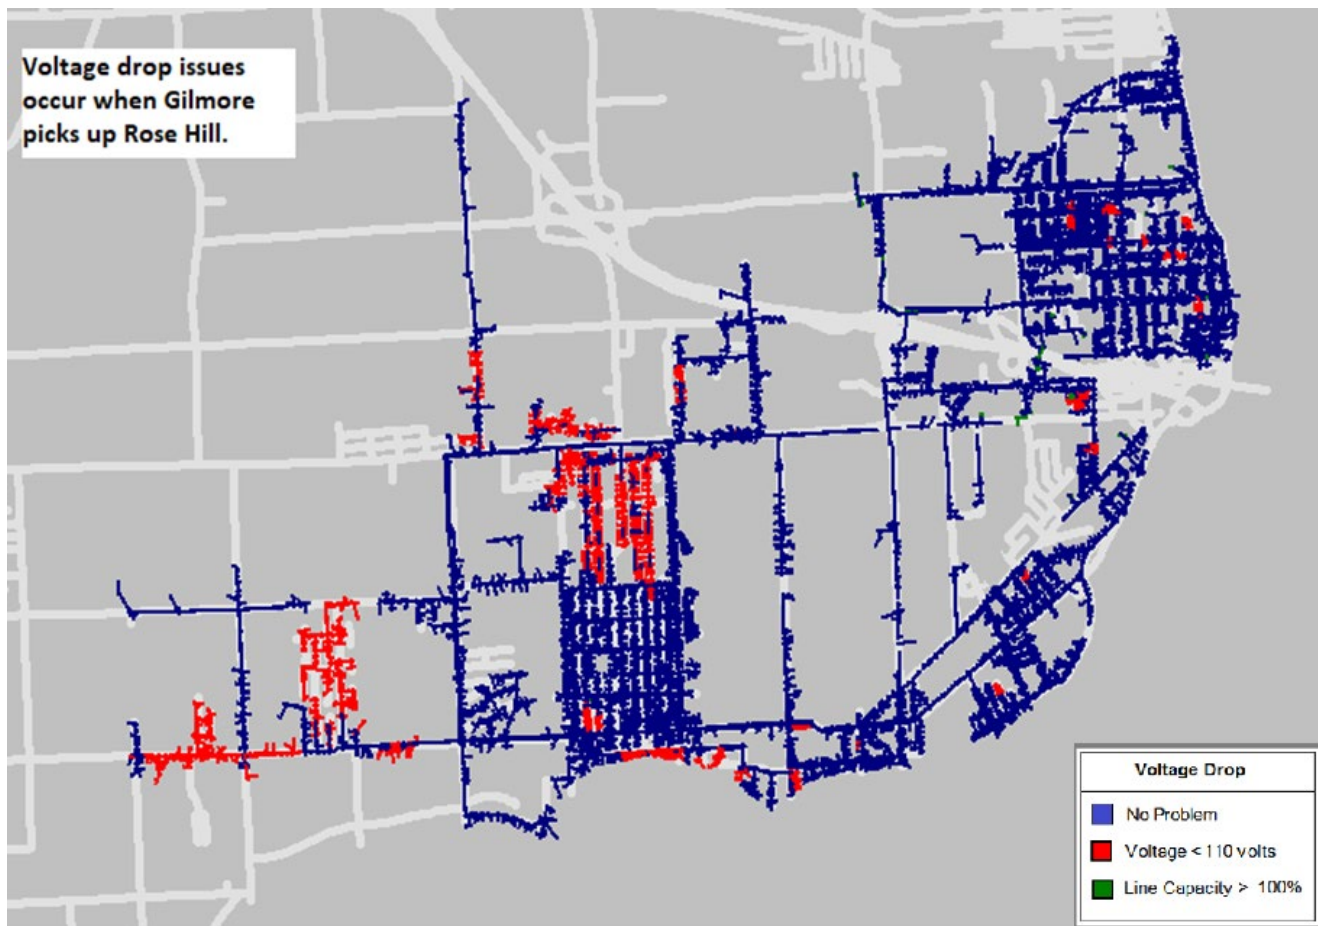 Voltage drop issues
occur when Gilmore
picks up Rose Hill.
Voltage Drop
No Problem
Voltage < 110 volts
Line Capacity > 100%